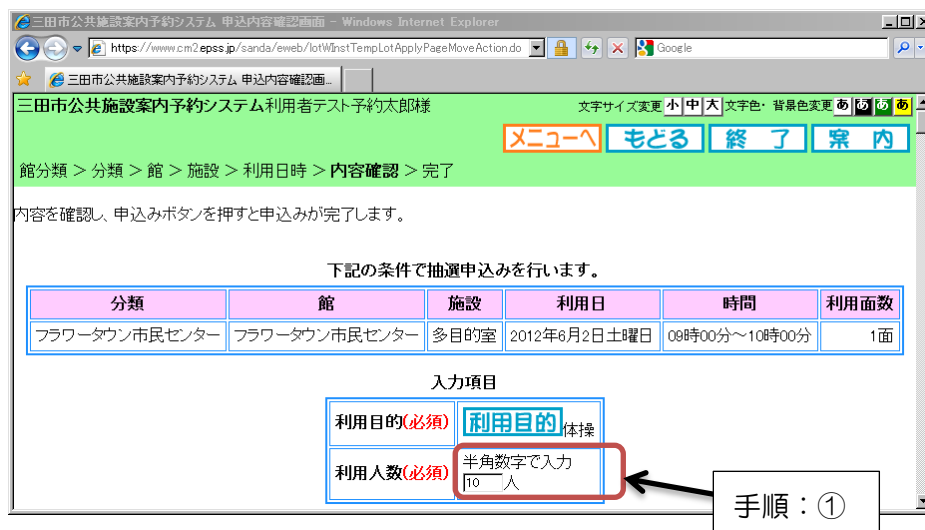 三田市公共施設案内予約システム 申込内容確認画面 - Windows Internet Explorer
https://www.cm2.epss.jp/sanda/eweb/lotWInstTempLotApplyPageMoveAction.do
Google
三田市公共施設案内予約システム 申込内容確認画...
三田市公共施設案内予約システム利用者テスト予約太郎様 文字サイズ変更 小 中 大 文字色・背景色変更 あ あ あ あ
メニューへ もどる 終了 案内
館分類 > 分類 > 館 > 施設 > 利用日時 > 内容確認 > 完了
内容を確認し、申込みボタンを押すと申込みが完了します。
下記の条件で抽選申込みを行います。
分類 館 施設 利用日 時間 利用面数
フラワータウン市民センター フラワータウン市民センター 多目的室 2012年6月2日土曜日 09時00分～10時00分 1面
入力項目
利用目的(必須) 利用目的 体操
利用人数(必須) 半角数字で入力
10 人
手順：①